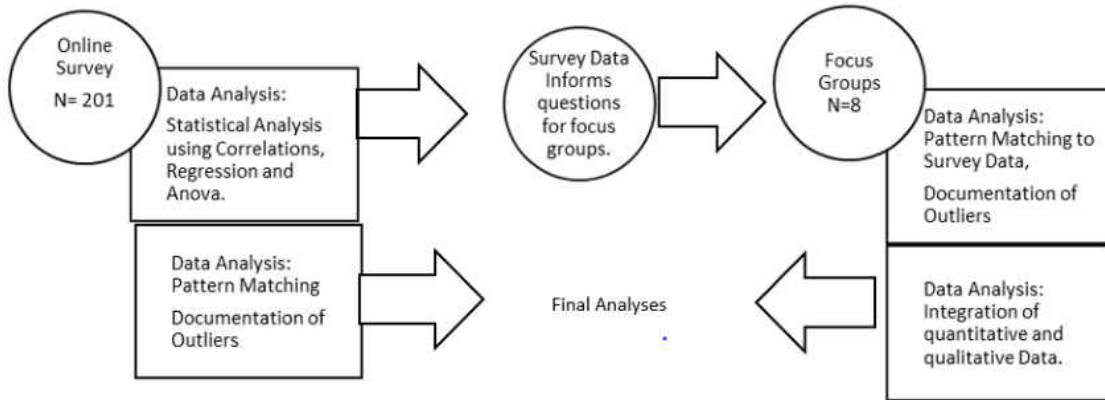 Online
Survey
N= 201
Data Analysis:
Statistical Analysis
using Correlations,
Regression and
Anova.
Survey Data
Informs
questions
for focus
groups.
Focus
Groups
N=8
Data Analysis:
Pattern Matching to
Survey Data,
Documentation of
Outliers
Data Analysis:
Pattern Matching
Documentation of
Outliers
Final Analyses
Data Analysis:
Integration of
quantitative and
qualitative Data.